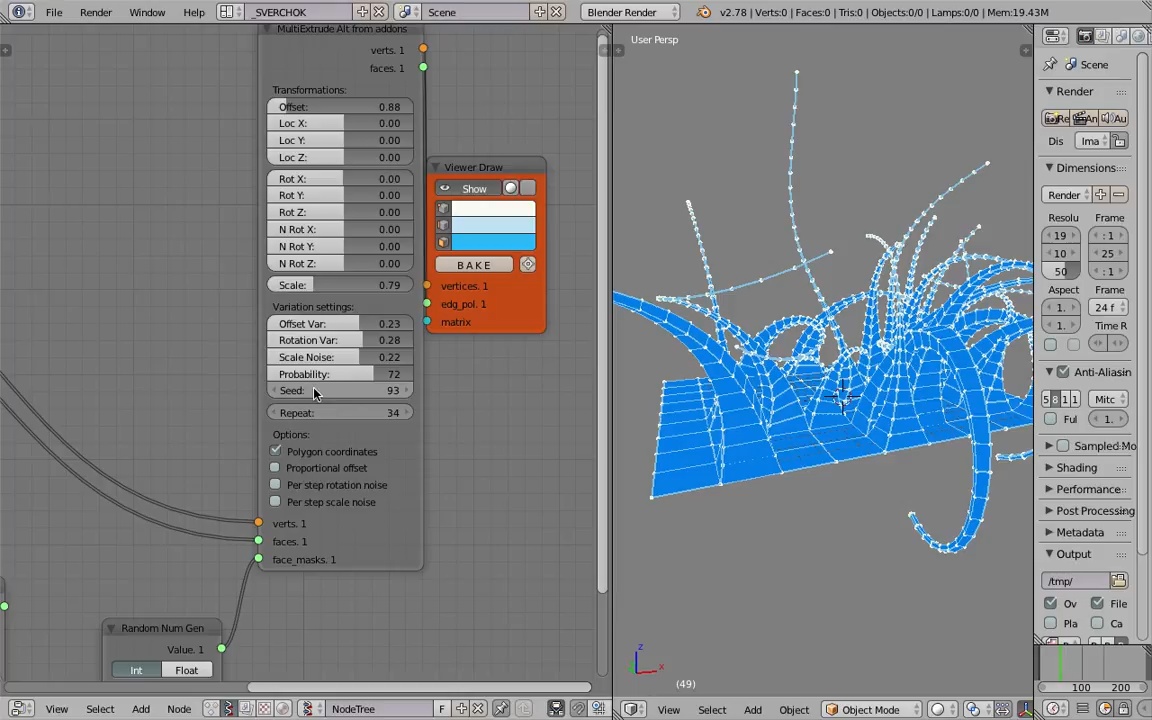 File Render Window Help _SVERCHOK Scene Blender Render v2.78 | Verts:0 | Faces:0 | Tris:0 | Objects:0/0 | Lamps:0/0 | Mem:19.43M
MultiExtrude Alt from addons
verts. 1
faces. 1
Transformations:
Offset: 0.88
Loc X: 0.00
Loc Y: 0.00
Loc Z: 0.00
Rot X: 0.00
Rot Y: 0.00
Rot Z: 0.00
N Rot X: 0.00
N Rot Y: 0.00
N Rot Z: 0.00
Scale: 0.79
Variation settings:
Offset Var: 0.23
Rotation Var: 0.28
Scale Noise: 0.22
Probability: 72
Seed: 93
Repeat: 34
Options:
Polygon coordinates
Proportional offset
Per step rotation noise
Per step scale noise
verts. 1
faces. 1
face_masks. 1
Viewer Draw
Show
BAKE
vertices. 1
edg_pol. 1
matrix
Random Num Gen
Value. 1
Int Float
View Select Add Node NodeTree F
User Persp
z
x
(49)
View Select Add Object Object Mode
Scene
Render
Re An Au
Dis Ima
Dimensions
Render
Resolu Frame
19 : 1
10 : 25
50 : 1
Aspect Frame
1. 24 f
1. Time R
Anti-Aliasin
5 8 1 1 Mitc
Ful 1.
Sampled Mo
Shading
Performance
Post Processing
Metadata
Output
/tmp/
Ov File
Pla Ca
100 200